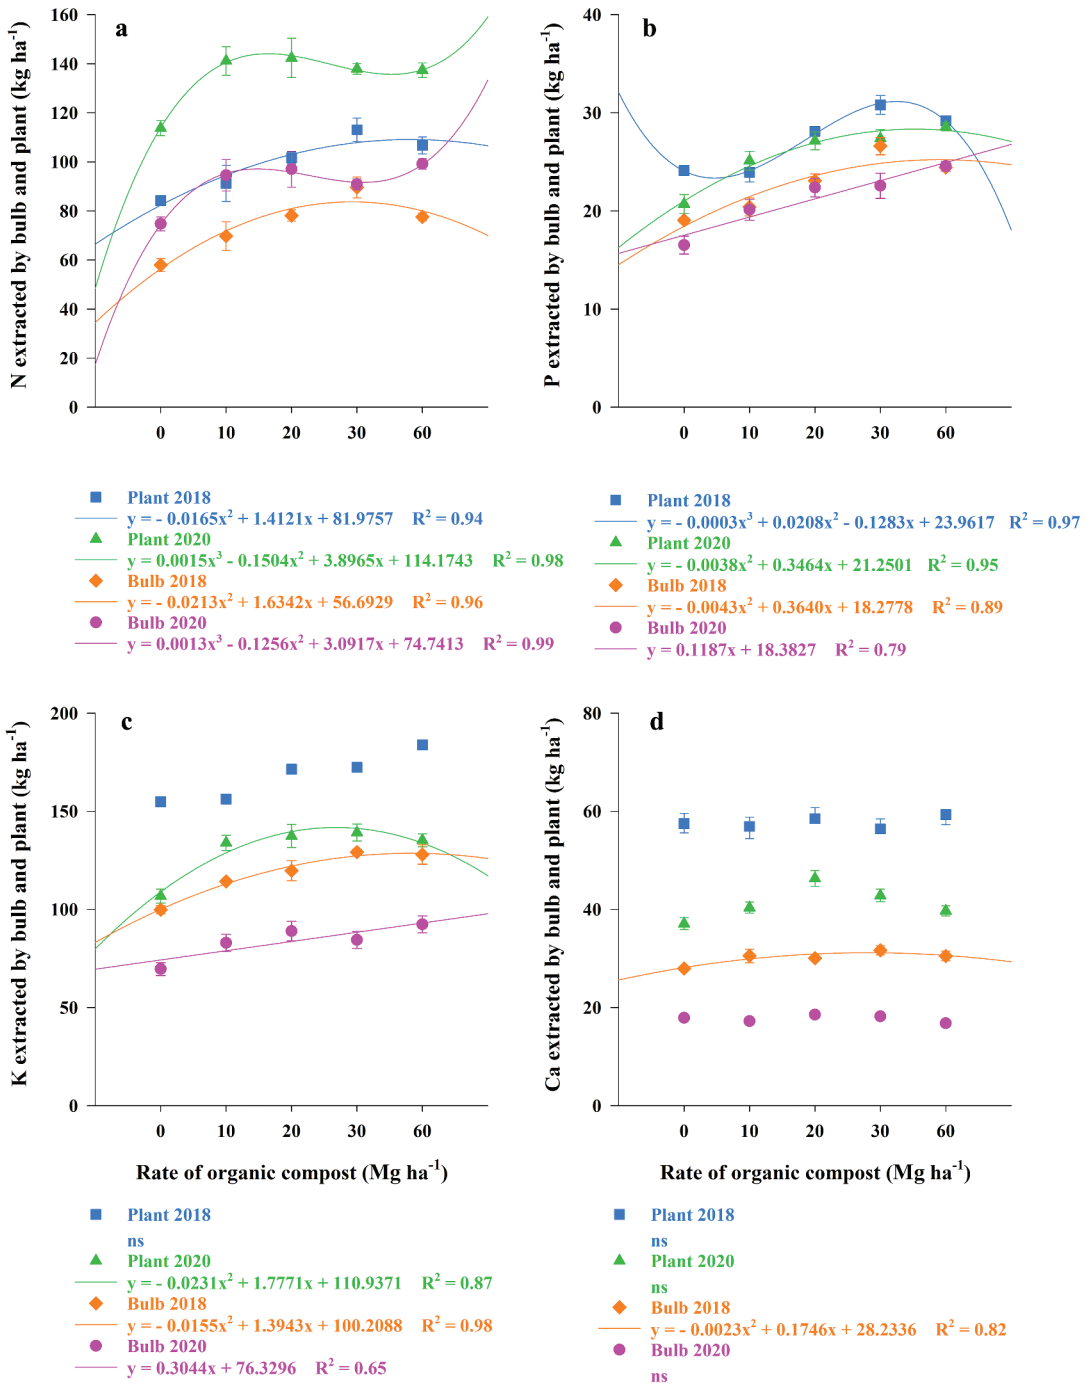 a
N extracted by bulb and plant (kg ha⁻¹)
160
140
120
100
80
60
40
20
0
0 10 20 30 60
Plant 2018
y = - 0.0165x² + 1.4121x + 81.9757 R² = 0.94
Plant 2020
y = 0.0015x³ - 0.1504x² + 3.8965x + 114.1743 R² = 0.98
Bulb 2018
y = - 0.0213x² + 1.6342x + 56.6929 R² = 0.96
Bulb 2020
y = 0.0013x³ - 0.1256x² + 3.0917x + 74.7413 R² = 0.99
b
P extracted by bulb and plant (kg ha⁻¹)
40
30
20
10
0
0 10 20 30 60
Plant 2018
y = - 0.0003x³ + 0.0208x² - 0.1283x + 23.9617 R² = 0.97
Plant 2020
y = - 0.0038x² + 0.3464x + 21.2501 R² = 0.95
Bulb 2018
y = - 0.0043x² + 0.3640x + 18.2778 R² = 0.89
Bulb 2020
y = 0.1187x + 18.3827 R² = 0.79
c
K extracted by bulb and plant (kg ha⁻¹)
200
150
100
50
0
0 10 20 30 60
Rate of organic compost (Mg ha⁻¹)
Plant 2018
ns
Plant 2020
y = - 0.0231x² + 1.7771x + 110.9371 R² = 0.87
Bulb 2018
y = - 0.0155x² + 1.3943x + 100.2088 R² = 0.98
Bulb 2020
y = 0.3044x + 76.3296 R² = 0.65
d
Ca extracted by bulb and plant (kg ha⁻¹)
80
60
40
20
0
0 10 20 30 60
Rate of organic compost (Mg ha⁻¹)
Plant 2018
ns
Plant 2020
ns
Bulb 2018
y = - 0.0023x² + 0.1746x + 28.2336 R² = 0.82
Bulb 2020
ns